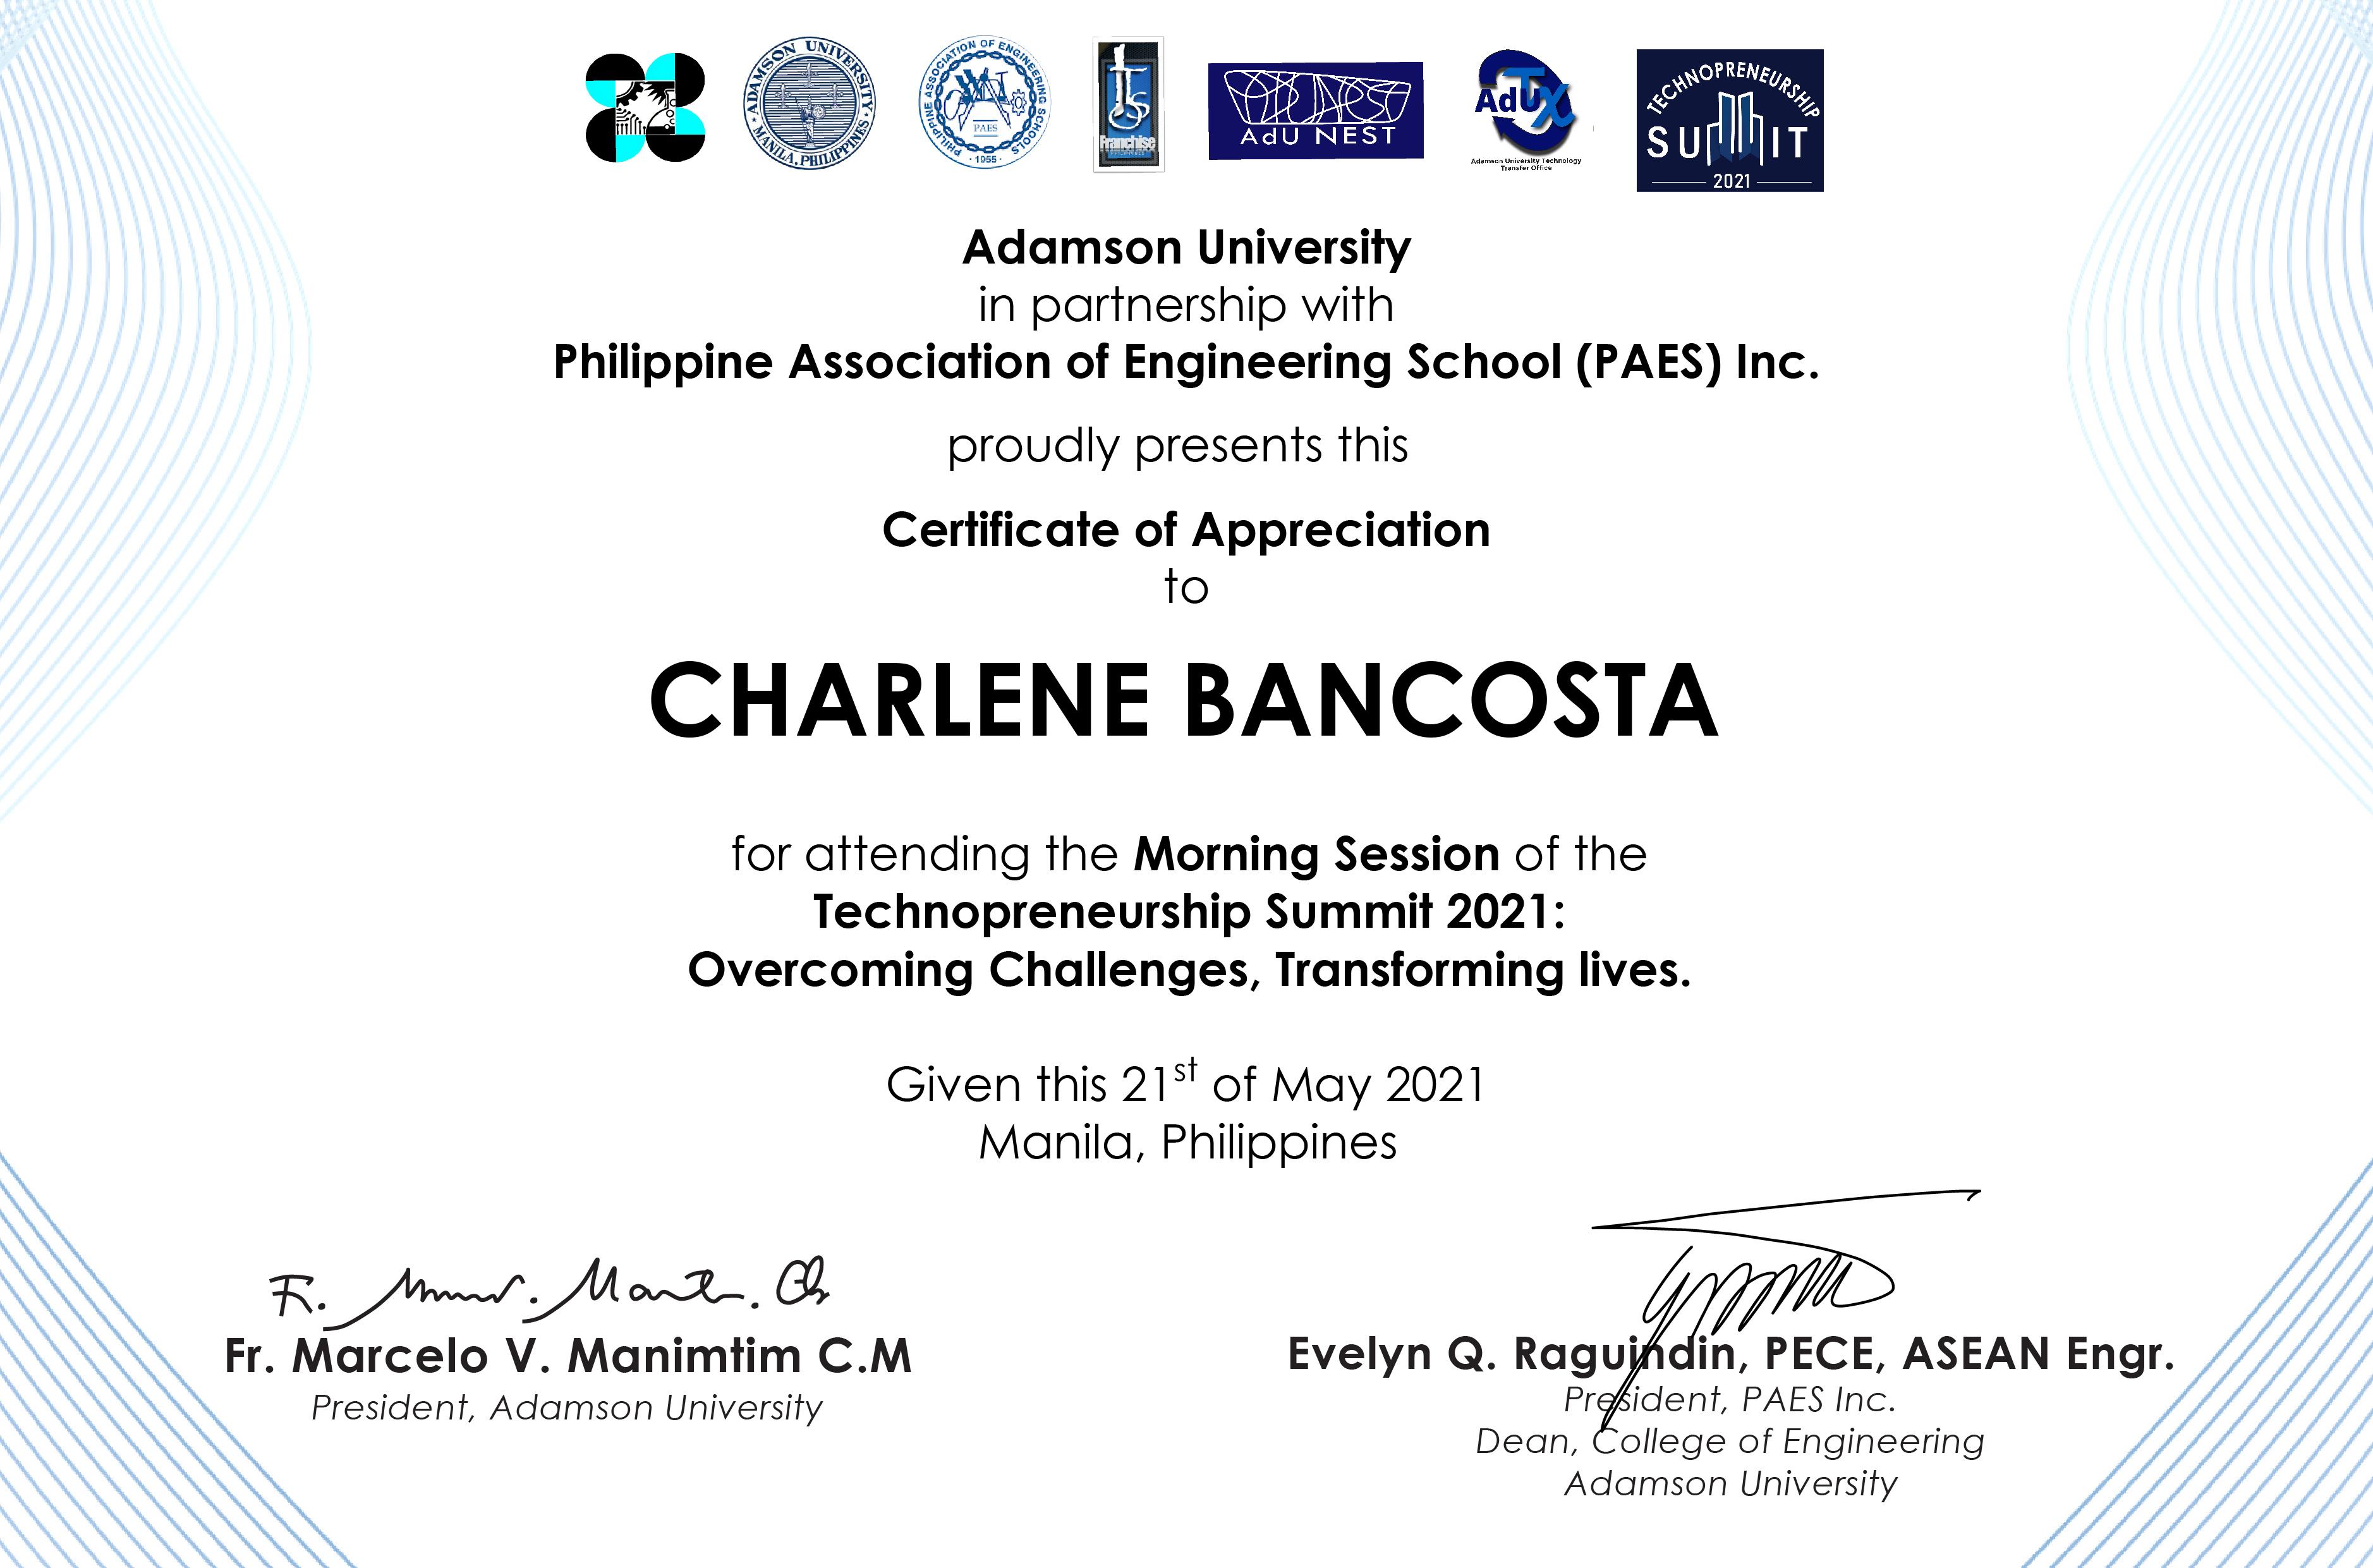 ADAMSON UNIVERSITY
MANILA, PHILIPPINES
PHILIPPINE ASSOCIATION OF ENGINEERING SCHOOLS
PAES
1955
Franchise
AdU NEST
AdUTX
Adamson University Technology
Transfer Office
TECHNOPRENEURSHIP
SUMMIT
2021
Adamson University
in partnership with
Philippine Association of Engineering School (PAES) Inc.
proudly presents this
Certificate of Appreciation
to
CHARLENE BANCOSTA
for attending the Morning Session of the
Technopreneurship Summit 2021:
Overcoming Challenges, Transforming lives.
Given this 21st of May 2021
Manila, Philippines
Fr. Marcelo V. Manimtim C.M
President, Adamson University
Evelyn Q. Raguindin, PECE, ASEAN Engr.
President, PAES Inc.
Dean, College of Engineering
Adamson University